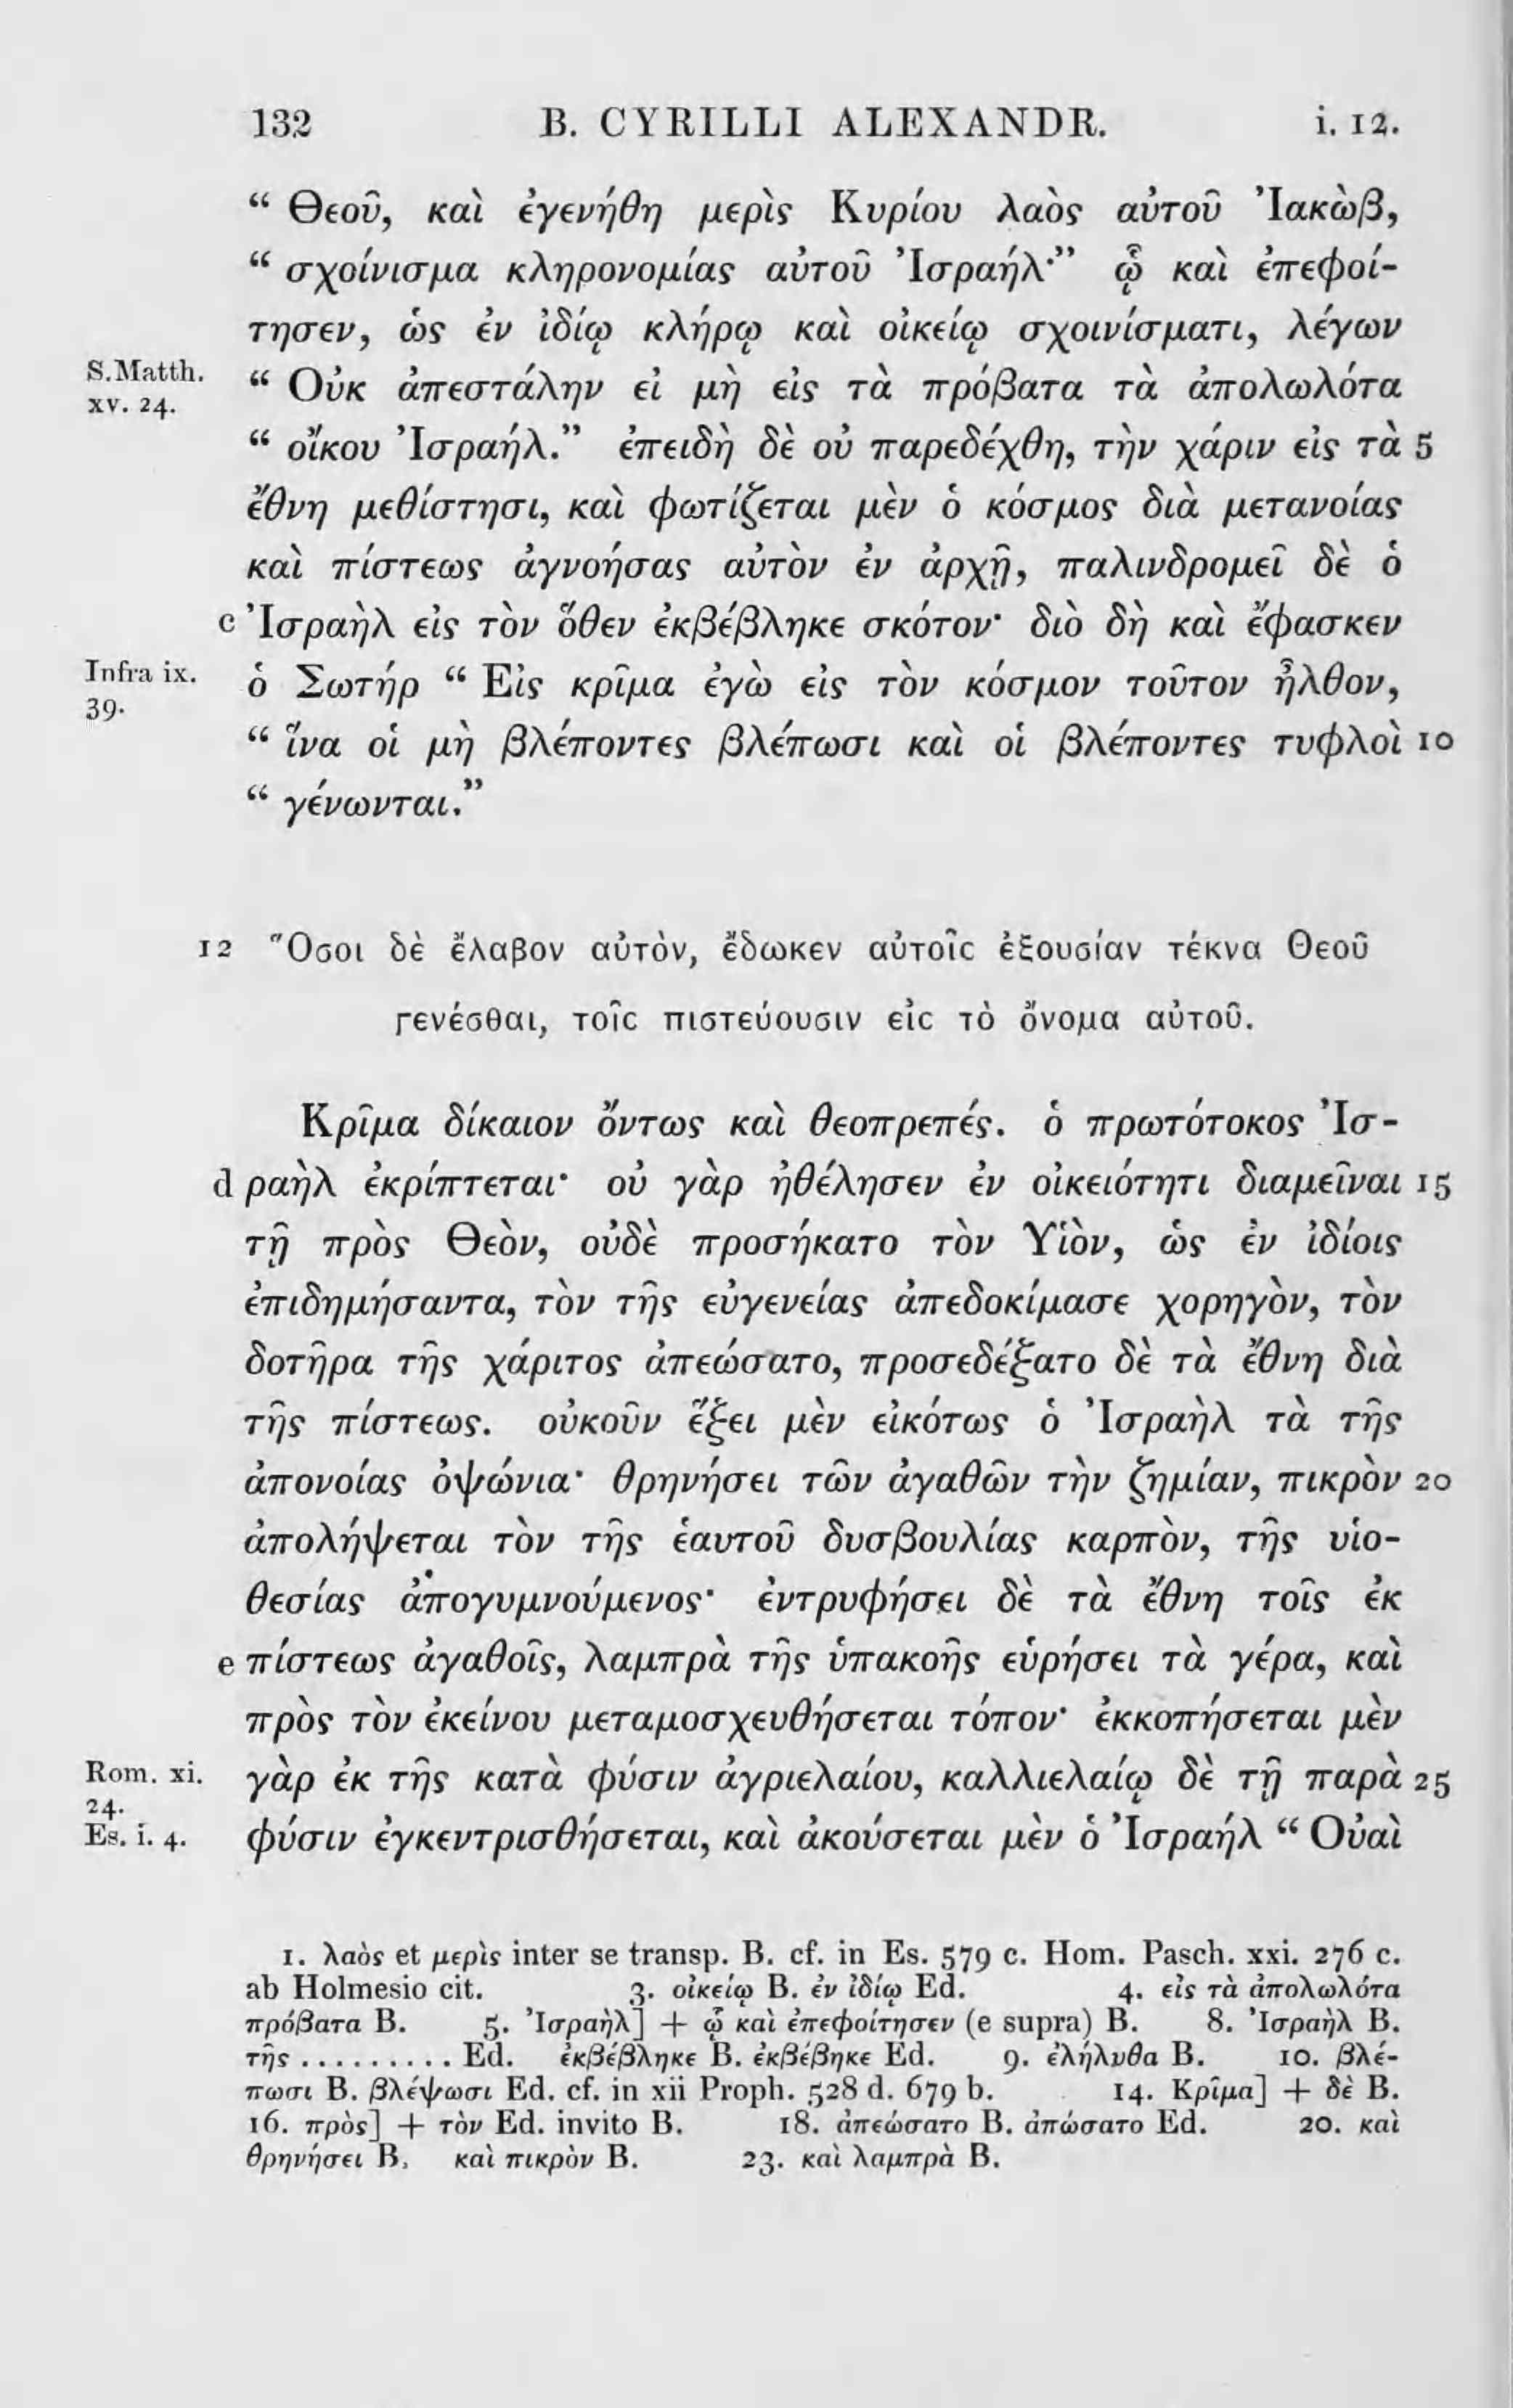 132 B. CYRILLI ALEXANDR. i. 12.
“ Θεοῦ, καὶ ἐγενήθη μερὶς Κυρίου λαὸς αὐτοῦ Ἰακὼβ,
“ σχοίνισμα κληρονομίας αὐτοῦ Ἰσραήλ·” ᾧ καὶ ἐπεφοί-
τησεν, ὡς ἐν ἰδίῳ κλήρῳ καὶ οἰκείῳ σχοινίσματι, λέγων
S. Matth. xv. 24. “ Οὐκ ἀπεστάλην εἰ μὴ εἰς τὰ πρόβατα τὰ ἀπολωλότα
“ οἴκου Ἰσραήλ.” ἐπειδὴ δὲ οὐ παρεδέχθη, τὴν χάριν εἰς τὰ 5
ἔθνη μεθίστησι, καὶ φωτίζεται μὲν ὁ κόσμος διὰ μετανοίας
καὶ πίστεως ἀγνοήσας αὐτὸν ἐν ἀρχῇ, παλινδρομεῖ δὲ ὁ
c Ἰσραὴλ εἰς τὸν ὅθεν ἐκβέβληκε σκότον· διὸ δὴ καὶ ἔφασκεν
Infra ix. 39. ὁ Σωτήρ “ Εἰς κρῖμα ἐγὼ εἰς τὸν κόσμον τοῦτον ἦλθον,
“ ἵνα οἱ μὴ βλέποντες βλέπωσι καὶ οἱ βλέποντες τυφλοὶ 10
“ γένωνται.”
12 Ὅσοι δὲ ἔλαβον αὐτὸν, ἔδωκεν αὐτοῖς ἐξουσίαν τέκνα Θεοῦ
γενέσθαι, τοῖς πιστεύουσιν εἰς τὸ ὄνομα αὐτοῦ.
Κρῖμα δίκαιον ὄντως καὶ θεοπρεπές. ὁ πρωτότοκος Ἰσ-
d ραὴλ ἐκρίπτεται· οὐ γὰρ ἠθέλησεν ἐν οἰκειότητι διαμεῖναι 15
τῇ πρὸς Θεὸν, οὐδὲ προσήκατο τὸν Υἱὸν, ὡς ἐν ἰδίοις
ἐπιδημήσαντα, τὸν τῆς εὐγενείας ἀπεδοκίμασε χορηγὸν, τὸν
δοτῆρα τῆς χάριτος ἀπεώσατο, προσεδέξατο δὲ τὰ ἔθνη διὰ
τῆς πίστεως. οὐκοῦν ἕξει μὲν εἰκότως ὁ Ἰσραὴλ τὰ τῆς
ἀπονοίας ὀψώνια· θρηνήσει τῶν ἀγαθῶν τὴν ζημίαν, πικρὸν 20
ἀπολήψεται τὸν τῆς ἑαυτοῦ δυσβουλίας καρπὸν, τῆς υἱο-
θεσίας ἀπογυμνούμενος· ἐντρυφήσει δὲ τὰ ἔθνη τοῖς ἐκ
e πίστεως ἀγαθοῖς, λαμπρὰ τῆς ὑπακοῆς εὑρήσει τὰ γέρα, καὶ
πρὸς τὸν ἐκείνου μεταμοσχευθήσεται τόπον· ἐκκοπήσεται μὲν
Rom. xi. 24. γὰρ ἐκ τῆς κατὰ φύσιν ἀγριελαίου, καλλιελαίῳ δὲ τῇ παρὰ 25
Es. i. 4. φύσιν ἐγκεντρισθήσεται, καὶ ἀκούσεται μὲν ὁ Ἰσραήλ “ Οὐαὶ
1. λαὸς et μερὶς inter se transp. B. cf. in Es. 579 c. Hom. Pasch. xxi. 276 c.
ab Holmesio cit. 3. οἰκείῳ B. ἐν ἰδίῳ Ed. 4. εἰς τὰ ἀπολωλότα
πρόβατα B. 5. Ἰσραὴλ] + ᾧ καὶ ἐπεφοίτησεν (e supra) B. 8. Ἰσραὴλ B.
τῆς ......... Ed. ἐκβέβληκε B. ἐκβέβηκε Ed. 9. ἐλήλυθα B. 10. βλέ-
πωσι B. βλέψωσι Ed. cf. in xii Proph. 528 d. 679 b. 14. Κρῖμα] + δὲ B.
16. πρὸς] + τὸν Ed. invito B. 18. ἀπεώσατο B. ἀπώσατο Ed. 20. καὶ
θρηνήσει B. καὶ πικρὸν B. 23. καὶ λαμπρὰ B.